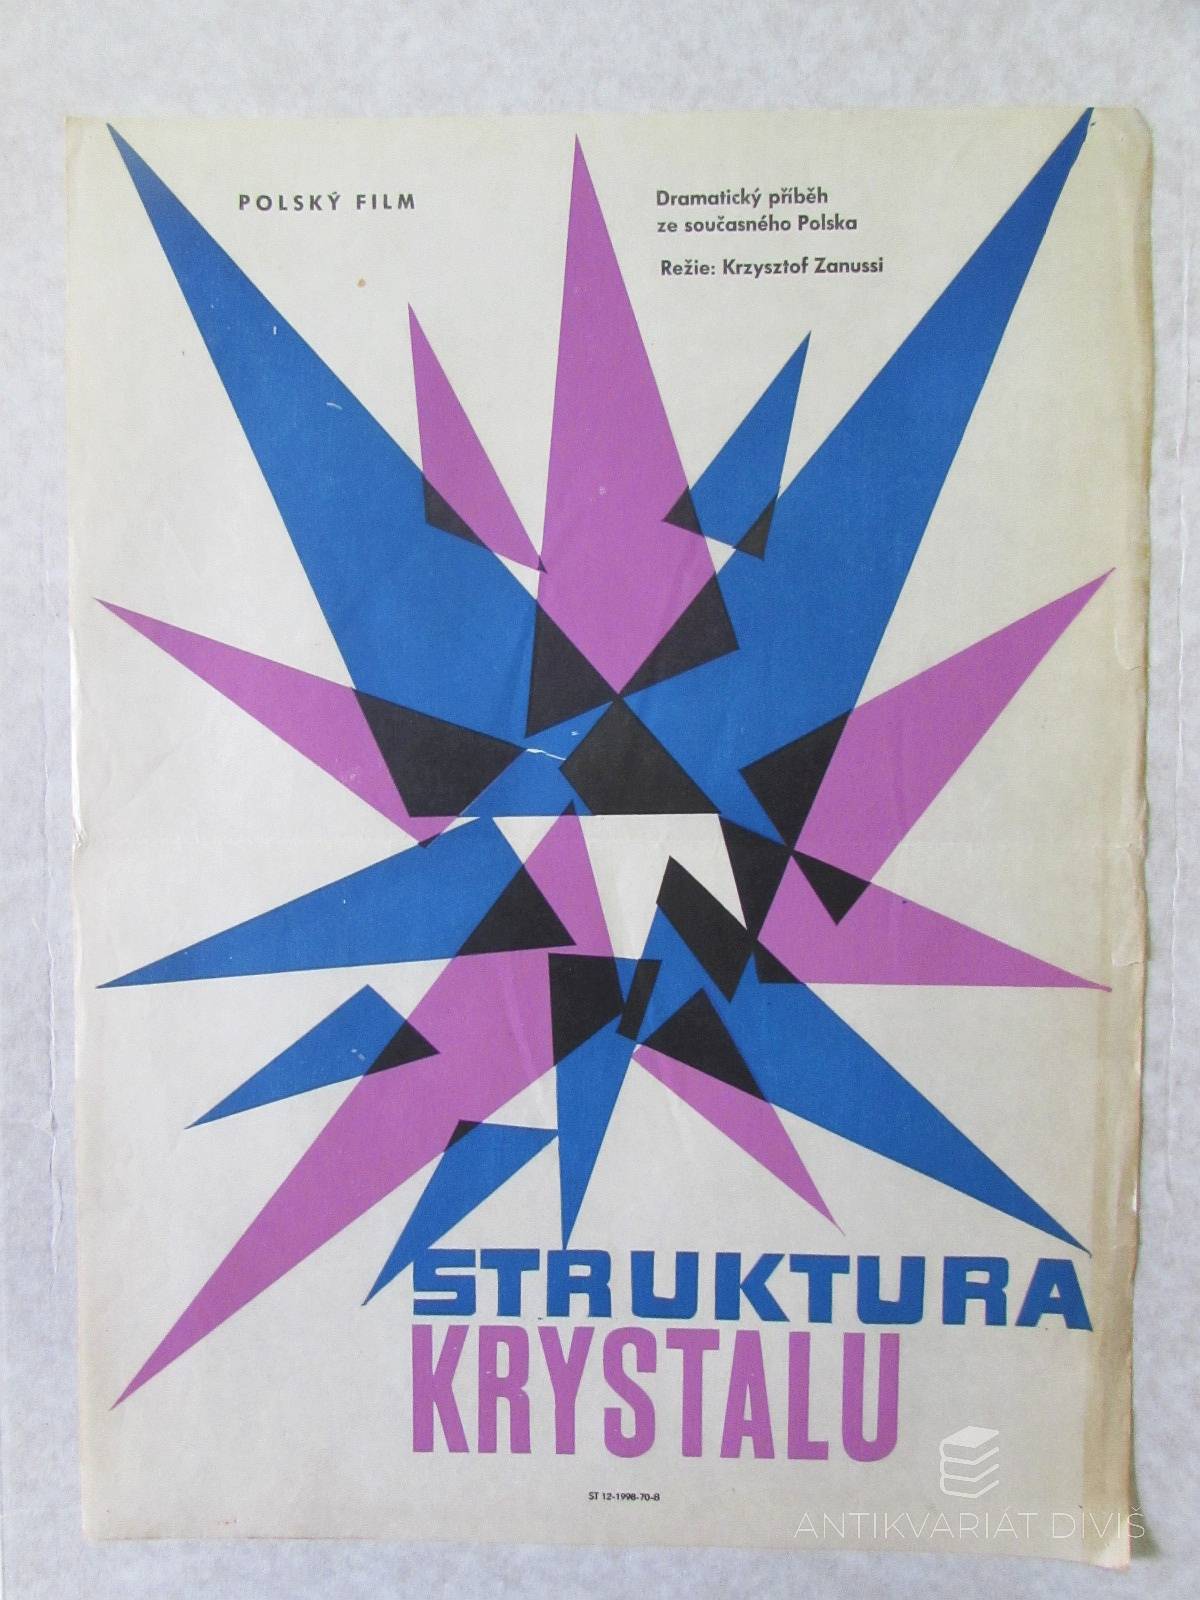 POLSKÝ FILM
Dramatický příběh
ze současného Polska
Režie: Krzysztof Zanussi
STRUKTURA
KRYSTALU
ST 12-1998-70-8
ANTIKVARIÁT DIVIŠ